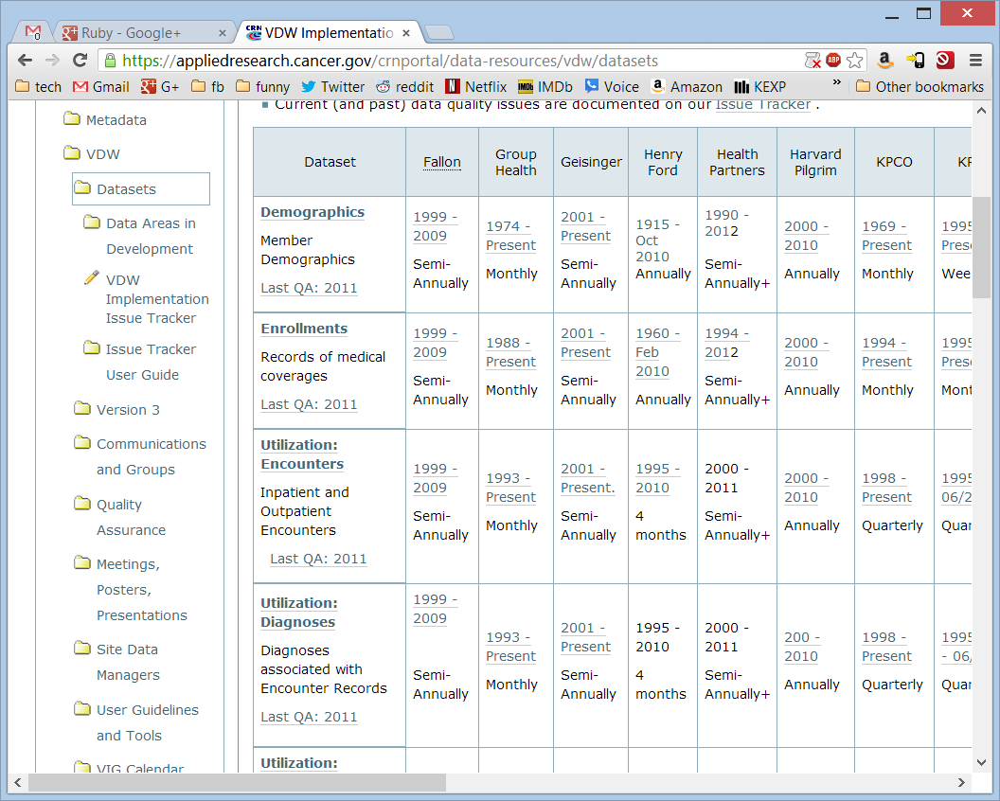 0
Ruby - Google+
CRN
VDW Implementatio
https://appliedresearch.cancer.gov/crnportal/data-resources/vdw/datasets
ABP
tech Gmail G+ fb funny Twitter reddit Netflix IMDb Voice Amazon KEXP » Other bookmarks
Current (and past) data quality issues are documented on our Issue Tracker .
Metadata
VDW
Datasets
Data Areas in
Development
VDW
Implementation
Issue Tracker
Issue Tracker
User Guide
Version 3
Communications
and Groups
Quality
Assurance
Meetings,
Posters,
Presentations
Site Data
Managers
User Guidelines
and Tools
VIG Calendar
Dataset
Fallon
Group
Health
Geisinger
Henry
Ford
Health
Partners
Harvard
Pilgrim
KPCO
KP
Demographics
Member
Demographics
Last QA: 2011
1999 -
2009
Semi-
Annually
1974 -
Present
Monthly
2001 -
Present
Semi-
Annually
1915 -
Oct
2010
Annually
1990 -
2012
Semi-
Annually+
2000 -
2010
Annually
1969 -
Present
Monthly
1995
Pres
Wee
Enrollments
Records of medical
coverages
Last QA: 2011
1999 -
2009
Semi-
Annually
1988 -
Present
Monthly
2001 -
Present
Semi-
Annually
1960 -
Feb
2010
Annually
1994 -
2012
Semi-
Annually+
2000 -
2010
Annually
1994 -
Present
Monthly
1995
Pres
Mont
Utilization:
Encounters
Inpatient and
Outpatient
Encounters
Last QA: 2011
1999 -
2009
Semi-
Annually
1993 -
Present
Monthly
2001 -
Present.
Semi-
Annually
1995 -
2010
4
months
2000 -
2011
Semi-
Annually+
2000 -
2010
Annually
1998 -
Present
Quarterly
1995
06/2
Quar
Utilization:
Diagnoses
Diagnoses
associated with
Encounter Records
Last QA: 2011
1999 -
2009
Semi-
Annually
1993 -
Present
Monthly
2001 -
Present
Semi-
Annually
1995 -
2010
4
months
2000 -
2011
Semi-
Annually+
200 -
2010
Annually
1998 -
Present
Quarterly
1995
- 06/
Quar
Utilization: